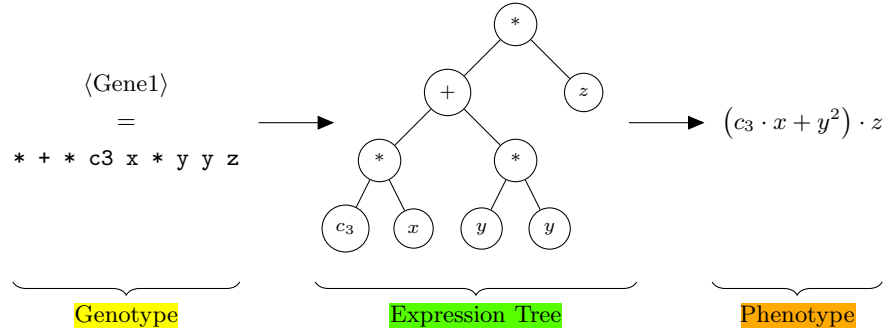 ⟨Gene1⟩
=
* + * c3 x * y y z
*
+ z
* *
c₃ x y y
(c₃ · x + y²) · z
Genotype
Expression Tree
Phenotype